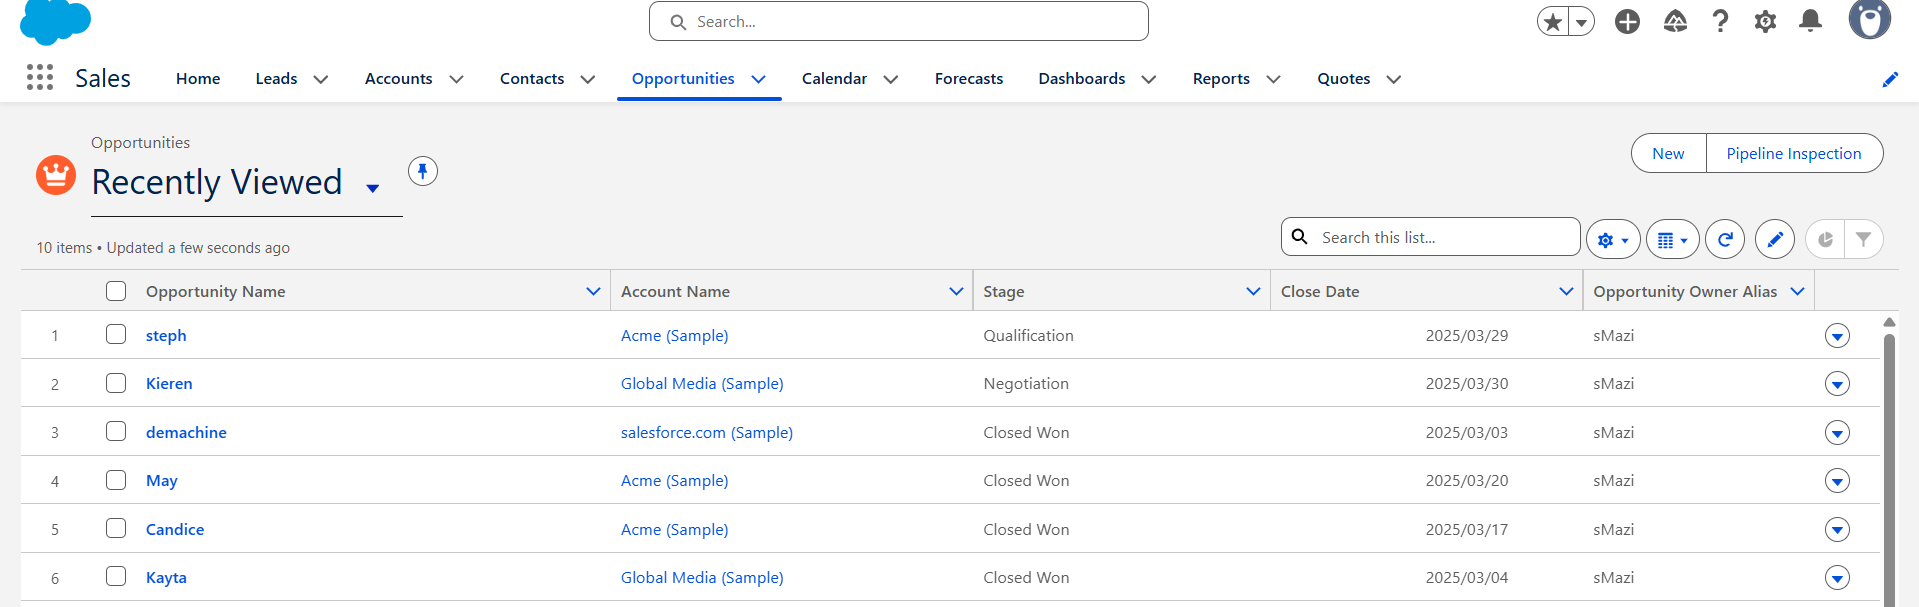 Search...
Sales Home Leads Accounts Contacts Opportunities Calendar Forecasts Dashboards Reports Quotes
Opportunities
Recently Viewed
New Pipeline Inspection
10 items • Updated a few seconds ago
Search this list...
Opportunity Name Account Name Stage Close Date Opportunity Owner Alias
1 steph Acme (Sample) Qualification 2025/03/29 sMazi
2 Kieren Global Media (Sample) Negotiation 2025/03/30 sMazi
3 demachine salesforce.com (Sample) Closed Won 2025/03/03 sMazi
4 May Acme (Sample) Closed Won 2025/03/20 sMazi
5 Candice Acme (Sample) Closed Won 2025/03/17 sMazi
6 Kayta Global Media (Sample) Closed Won 2025/03/04 sMazi